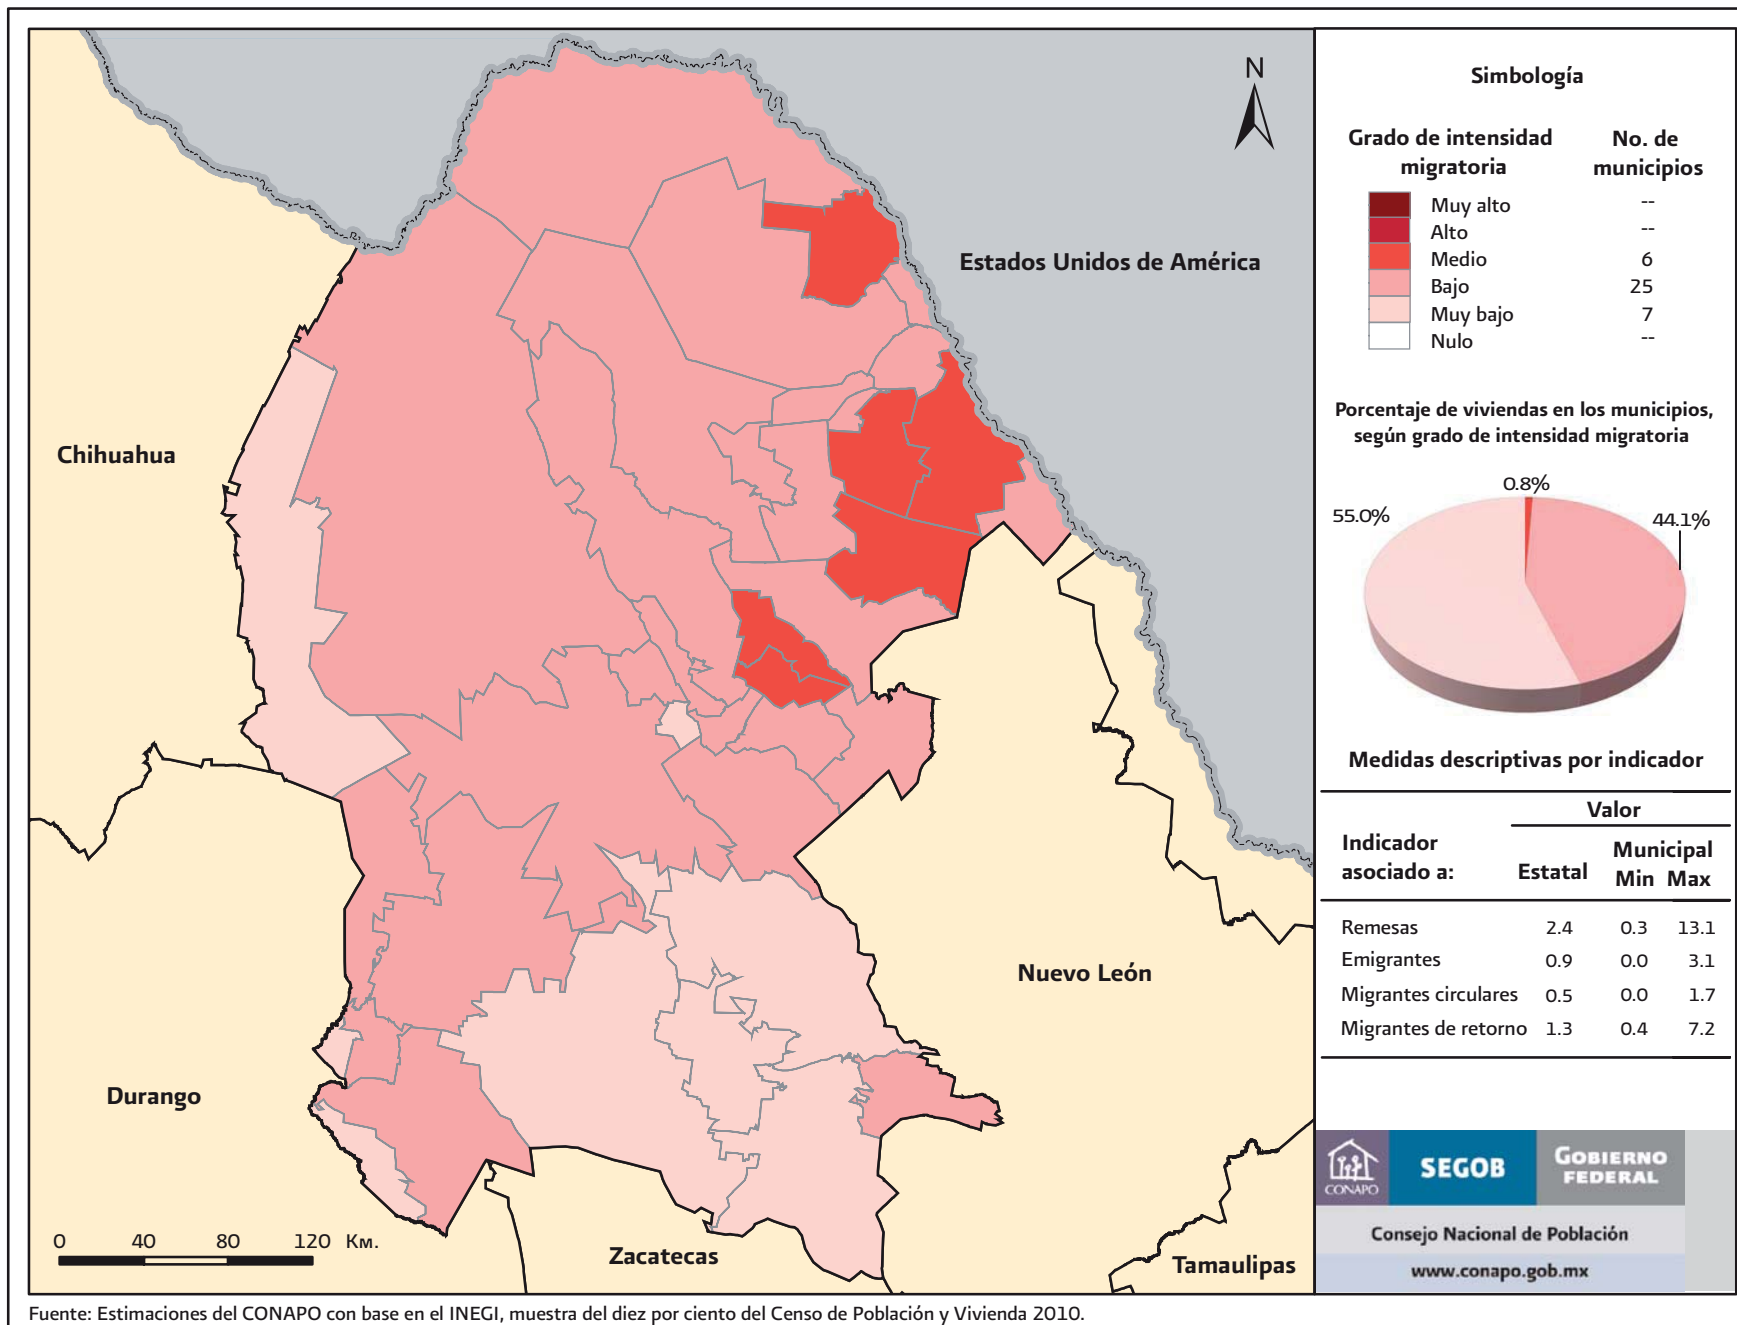 N
Estados Unidos de América
Chihuahua
Nuevo León
Durango
Zacatecas
Tamaulipas
0 40 80 120 Km.
Simbología
Grado de intensidad
migratoria
No. de
municipios
Muy alto --
Alto --
Medio 6
Bajo 25
Muy bajo 7
Nulo --
Porcentaje de viviendas en los municipios,
según grado de intensidad migratoria
0.8%
55.0%
44.1%
Medidas descriptivas por indicador
Valor
Indicador
asociado a:
Estatal
Municipal
Min Max
Remesas 2.4 0.3 13.1
Emigrantes 0.9 0.0 3.1
Migrantes circulares 0.5 0.0 1.7
Migrantes de retorno 1.3 0.4 7.2
CONAPO
SEGOB
GOBIERNO
FEDERAL
Consejo Nacional de Población
www.conapo.gob.mx
Fuente: Estimaciones del CONAPO con base en el INEGI, muestra del diez por ciento del Censo de Población y Vivienda 2010.